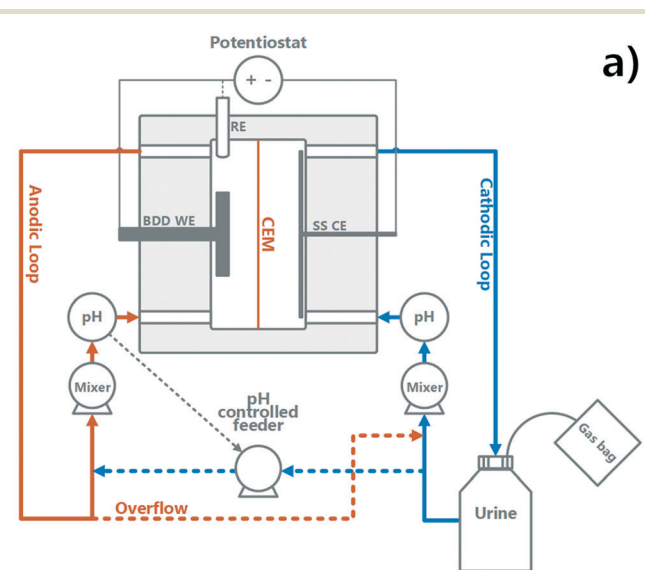 Potentiostat
a)
+ -
RE
Anodic Loop
BDD WE
CEM
SS CE
Cathodic Loop
pH
pH
Mixer
Mixer
pH
controlled
feeder
Gas bag
Overflow
Urine